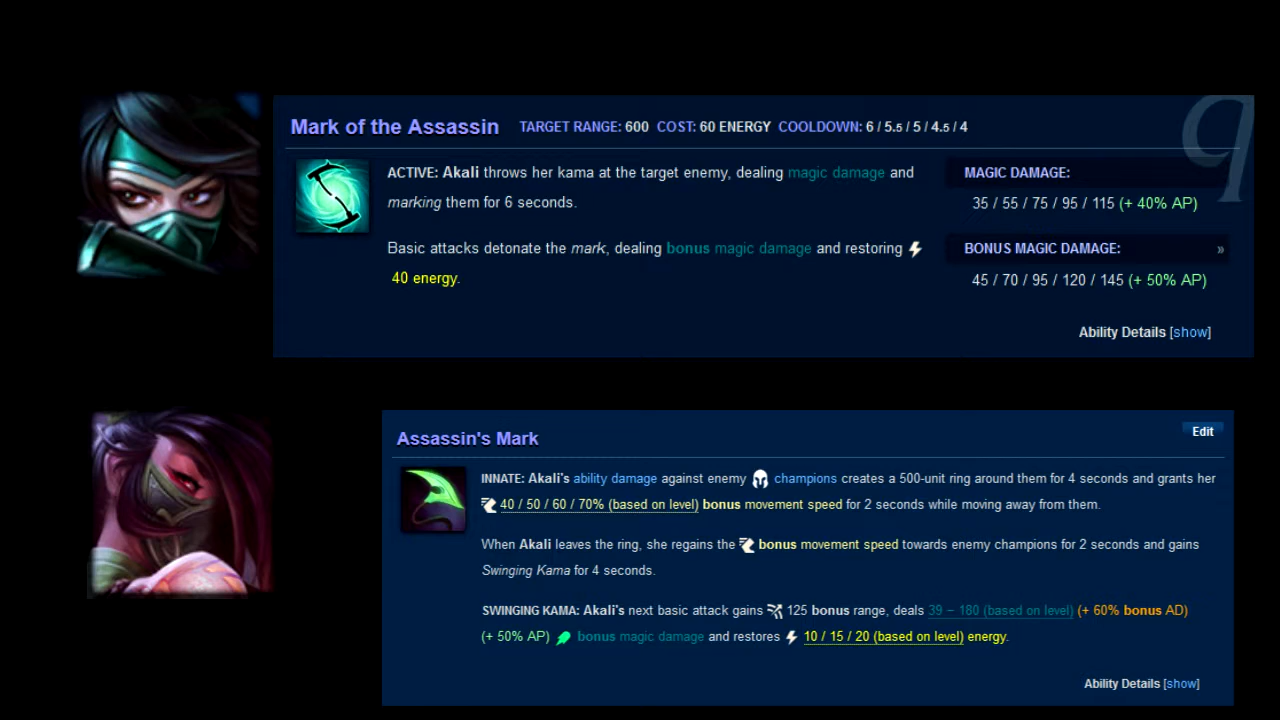 Mark of the Assassin TARGET RANGE: 600 COST: 60 ENERGY COOLDOWN: 6 / 5.5 / 5 / 4.5 / 4
q
ACTIVE: Akali throws her kama at the target enemy, dealing magic damage and
marking them for 6 seconds.
Basic attacks detonate the mark, dealing bonus magic damage and restoring
40 energy.
MAGIC DAMAGE:
35 / 55 / 75 / 95 / 115 (+ 40% AP)
BONUS MAGIC DAMAGE: »
45 / 70 / 95 / 120 / 145 (+ 50% AP)
Ability Details [show]
Assassin's Mark
Edit
INNATE: Akali's ability damage against enemy champions creates a 500-unit ring around them for 4 seconds and grants her
40 / 50 / 60 / 70% (based on level) bonus movement speed for 2 seconds while moving away from them.
When Akali leaves the ring, she regains the bonus movement speed towards enemy champions for 2 seconds and gains
Swinging Kama for 4 seconds.
SWINGING KAMA: Akali's next basic attack gains 125 bonus range, deals 39 − 180 (based on level) (+ 60% bonus AD)
(+ 50% AP) bonus magic damage and restores 10 / 15 / 20 (based on level) energy.
Ability Details [show]